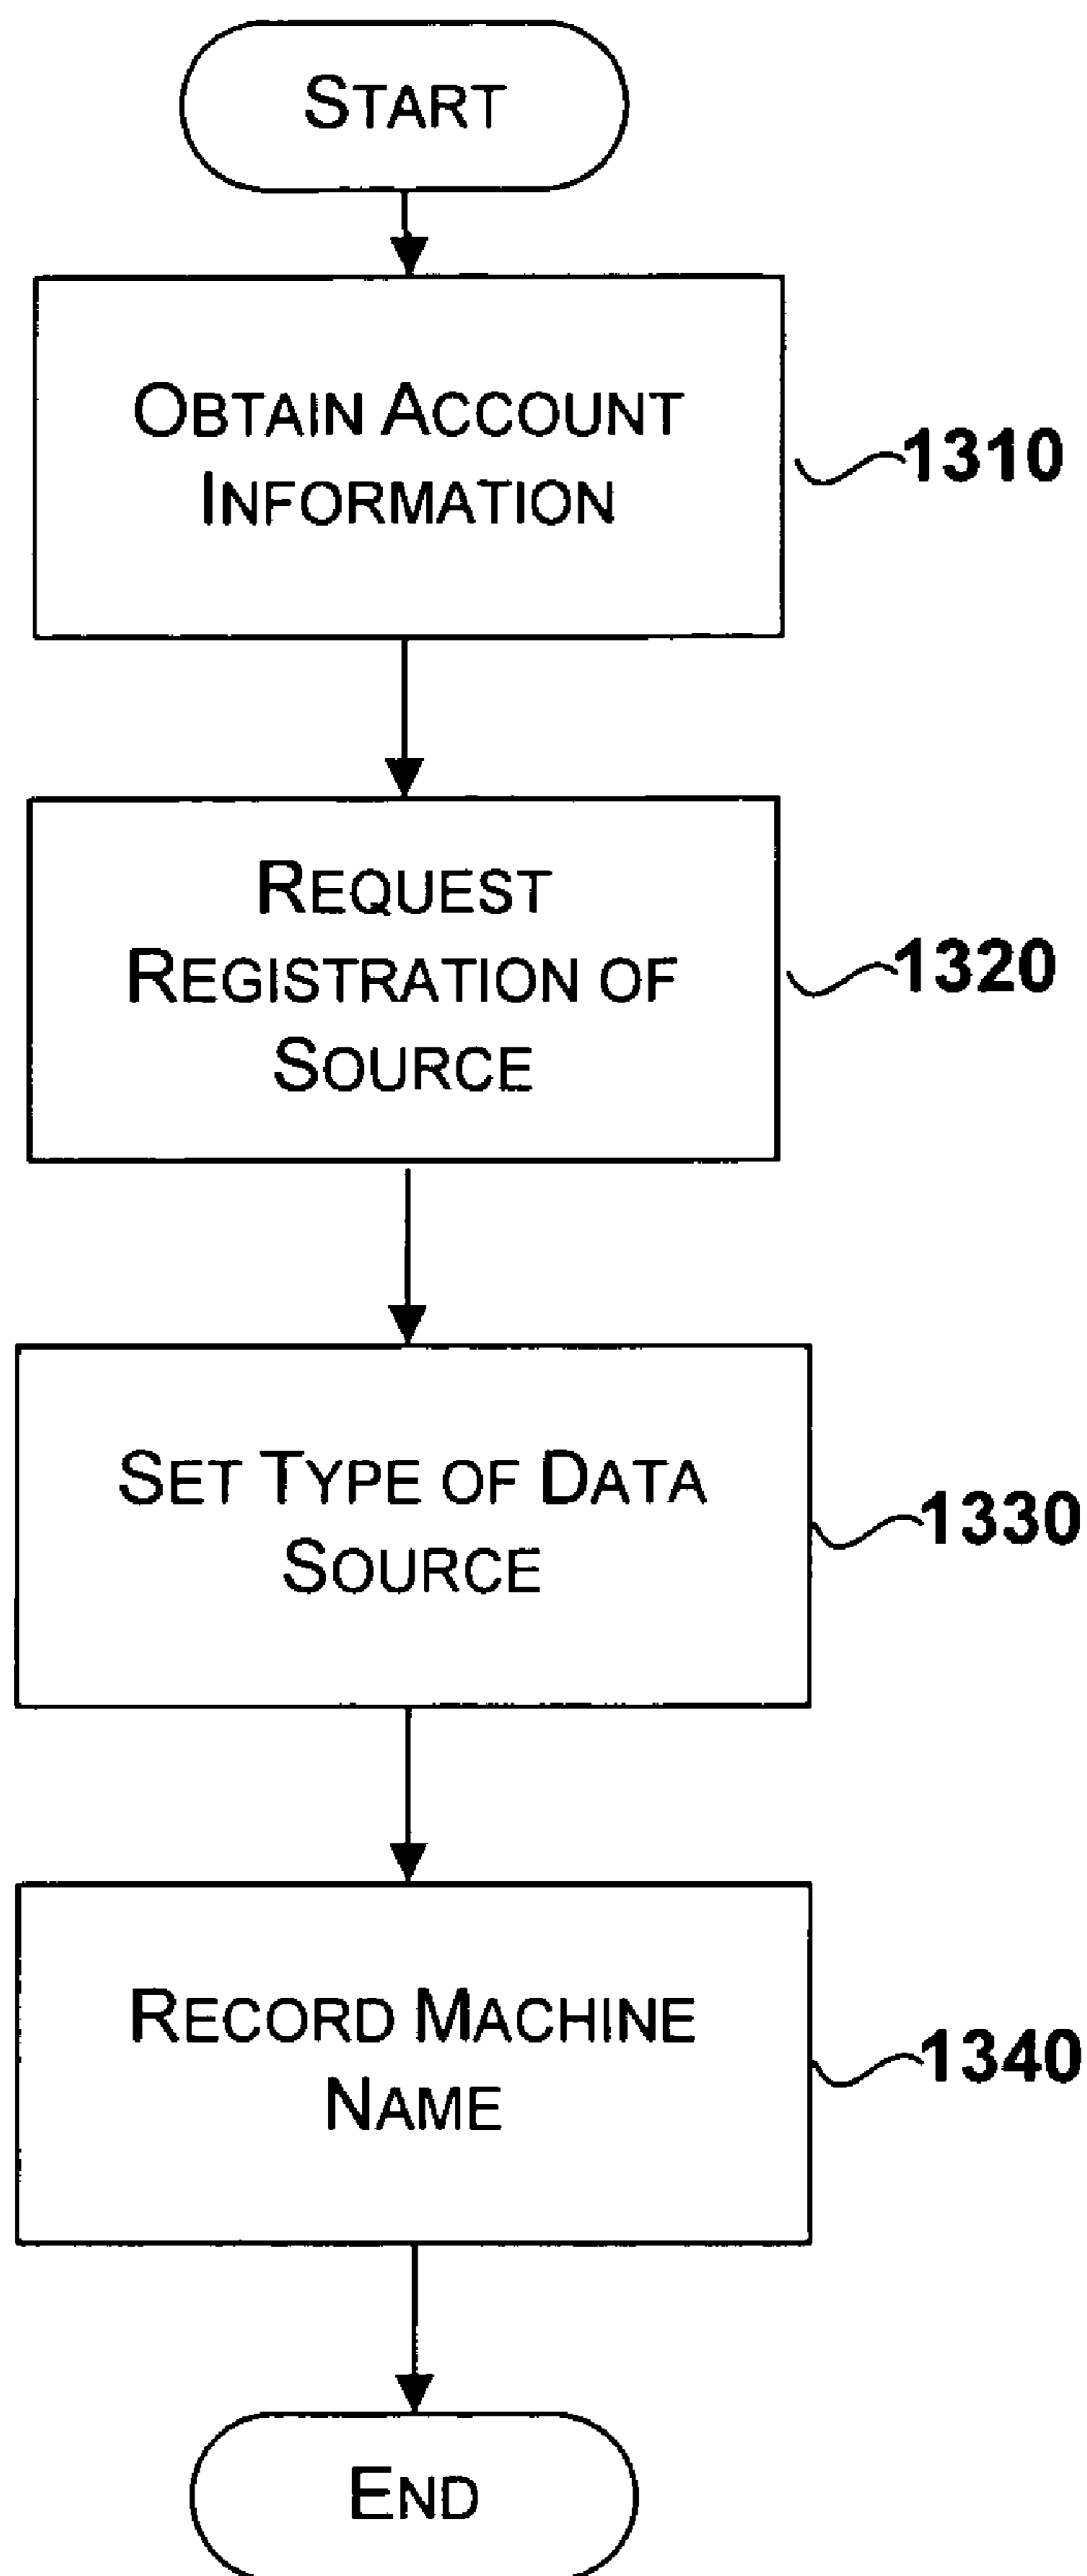 START
OBTAIN ACCOUNT
INFORMATION
1310
REQUEST
REGISTRATION OF
SOURCE
1320
SET TYPE OF DATA
SOURCE
1330
RECORD MACHINE
NAME
1340
END